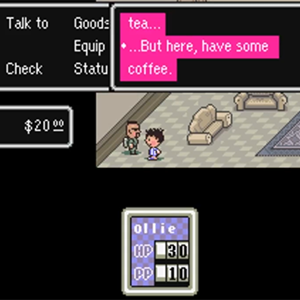 Talk to Goods
Equip
Check Statu
tea...
•...But here, have some
coffee.
$20.00
ollie
HP 30
PP 10